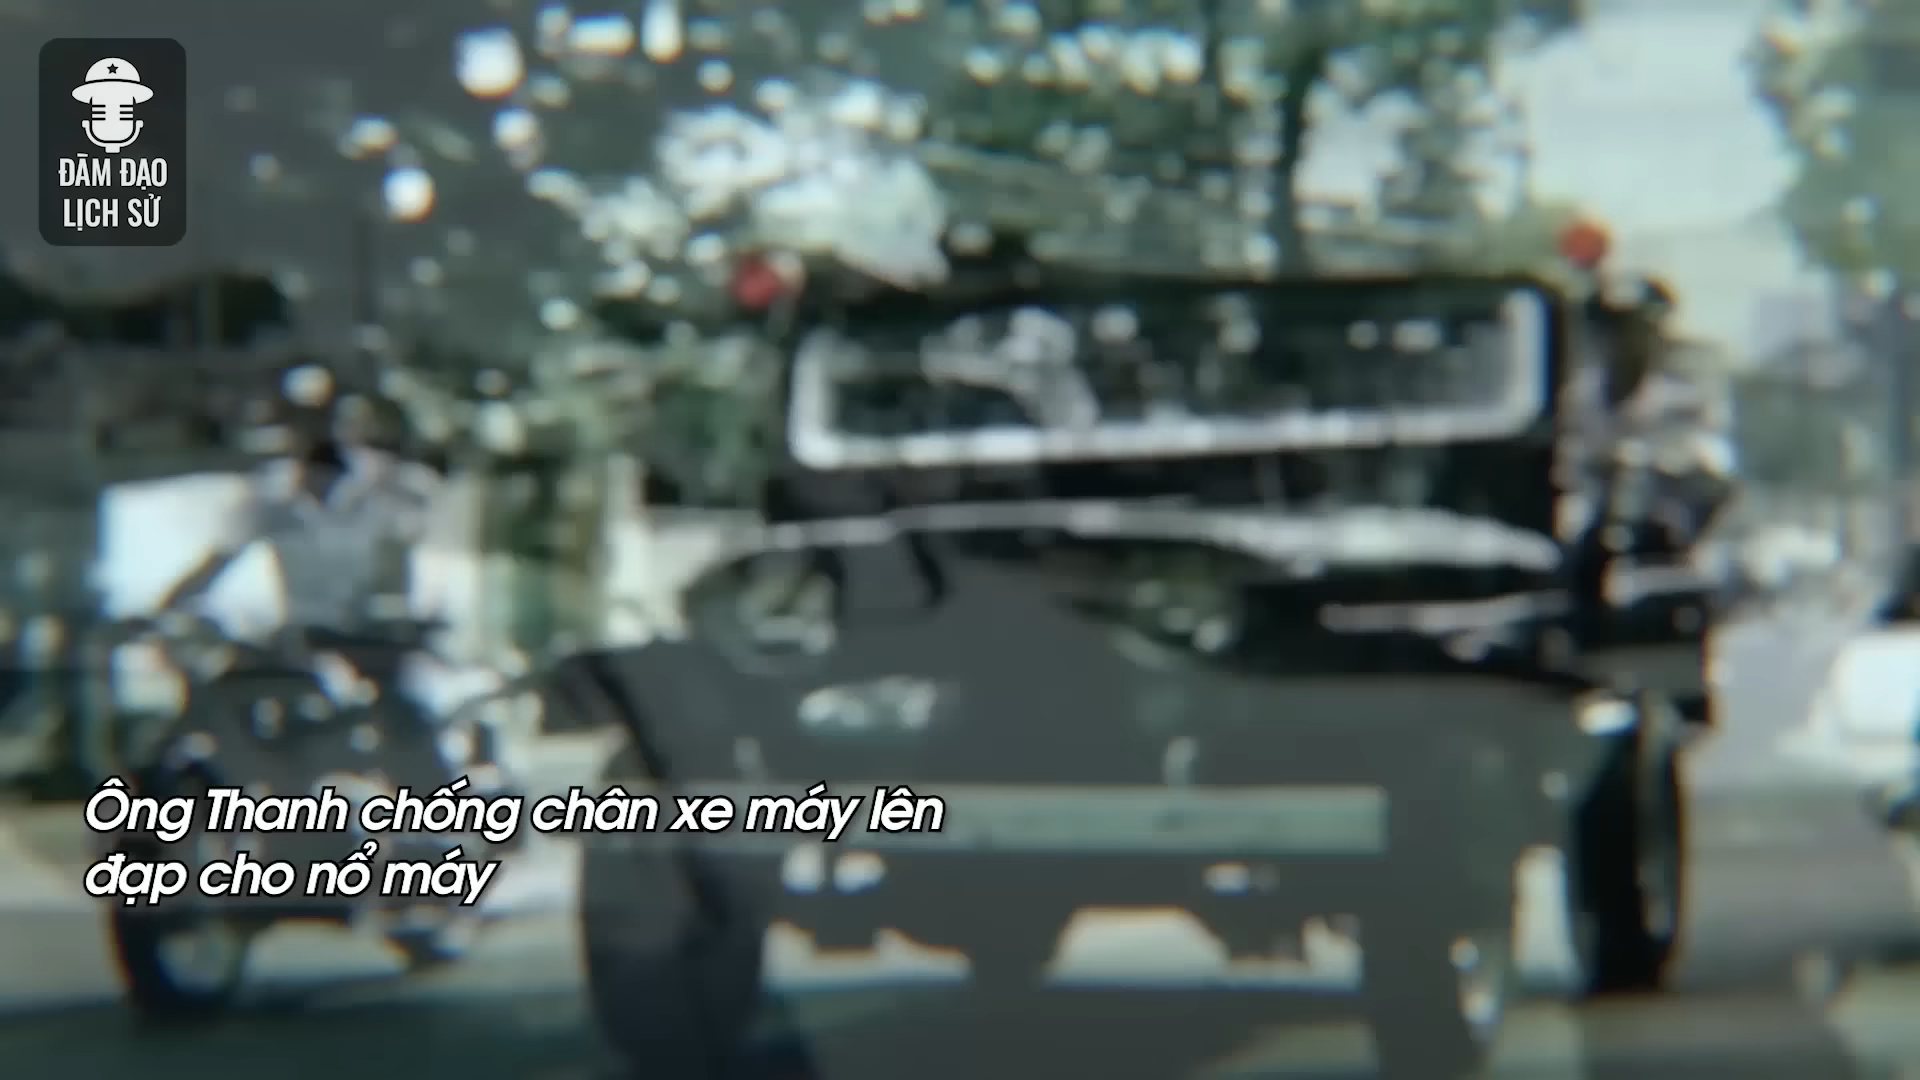 ĐÀM ĐẠO
LỊCH SỬ
Ông Thanh chống chân xe máy lên
đạp cho nổ máy